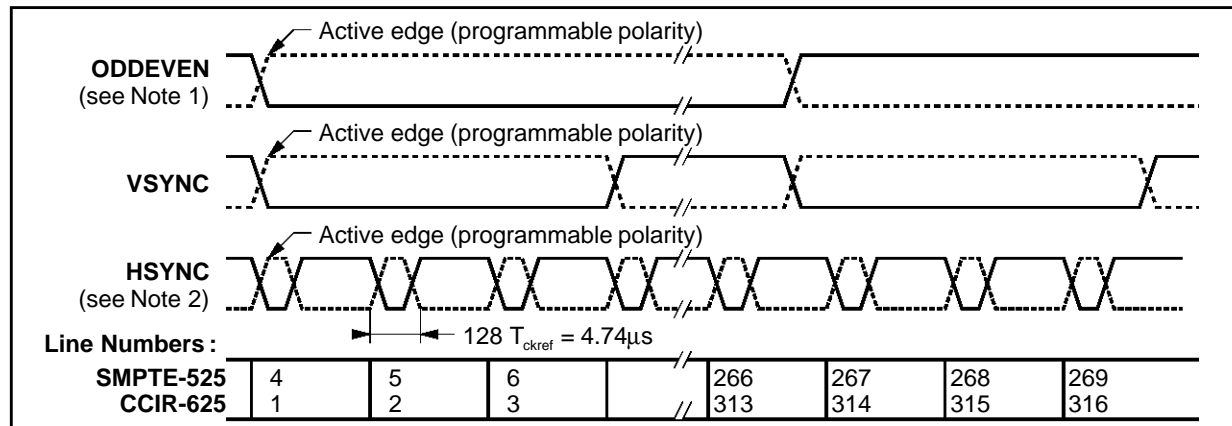 Active edge (programmable polarity)
ODDEVEN
(see Note 1)
Active edge (programmable polarity)
VSYNC
Active edge (programmable polarity)
HSYNC
(see Note 2)
128 Tckref = 4.74µs
Line Numbers :
SMPTE-525 4 5 6 266 267 268 269
CCIR-625 1 2 3 313 314 315 316